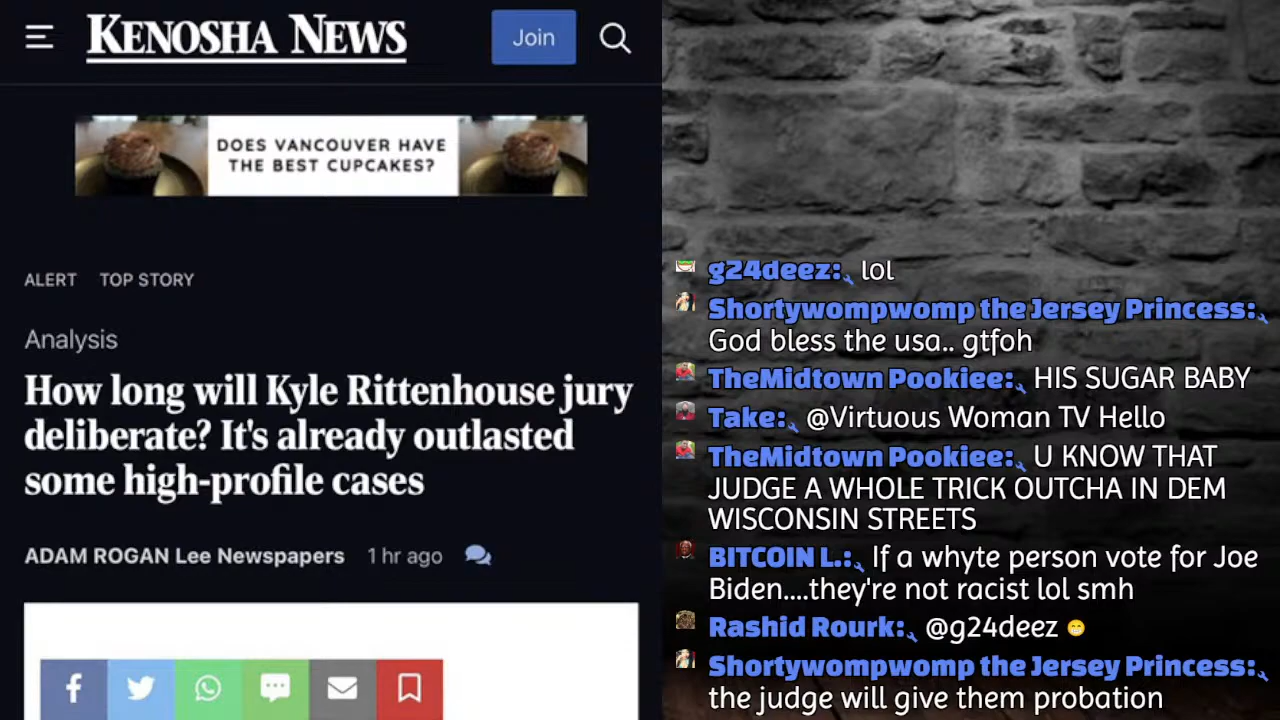 KENOSHA NEWS
Join
DOES VANCOUVER HAVE
THE BEST CUPCAKES?
ALERT TOP STORY
Analysis
How long will Kyle Rittenhouse jury
deliberate? It's already outlasted
some high-profile cases
ADAM ROGAN Lee Newspapers 1 hr ago
g24deez: lol
Shortywompwomp the Jersey Princess:
God bless the usa.. gtfoh
TheMidtown Pookiee: HIS SUGAR BABY
Take: @Virtuous Woman TV Hello
TheMidtown Pookiee: U KNOW THAT
JUDGE A WHOLE TRICK OUTCHA IN DEM
WISCONSIN STREETS
BITCOIN L.: If a whyte person vote for Joe
Biden....they're not racist lol smh
Rashid Rourk: @g24deez 😁
Shortywompwomp the Jersey Princess:
the judge will give them probation